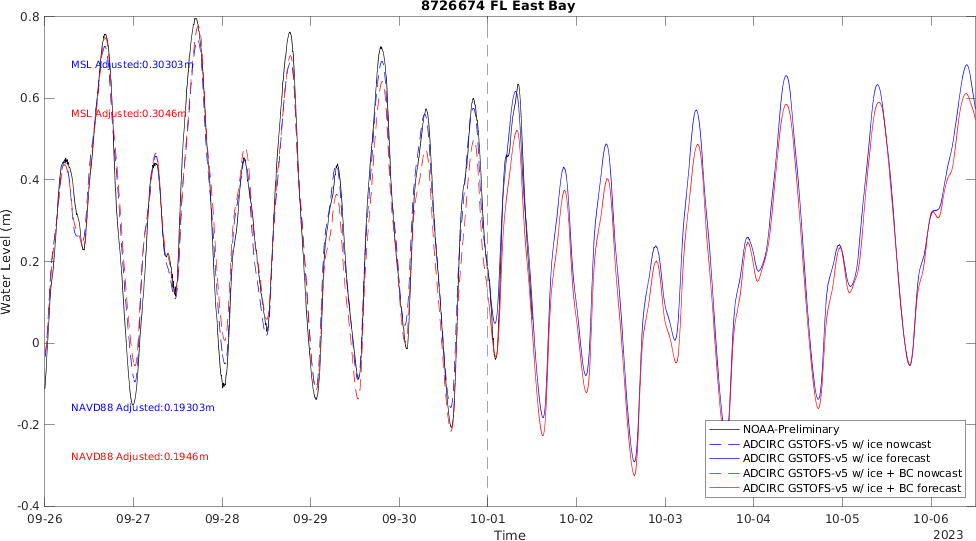 8726674 FL East Bay
0.8
MSL Adjusted:0.30303m
0.6
MSL Adjusted:0.3046m
0.4
Water Level (m)
0.2
0
NAVD88 Adjusted:0.19303m
-0.2
NAVD88 Adjusted:0.1946m
-0.4
NOAA-Preliminary
ADCIRC GSTOFS-v5 w/ ice nowcast
ADCIRC GSTOFS-v5 w/ ice forecast
ADCIRC GSTOFS-v5 w/ ice + BC nowcast
ADCIRC GSTOFS-v5 w/ ice + BC forecast
09-26 09-27 09-28 09-29 09-30 10-01 10-02 10-03 10-04 10-05 10-06
Time
2023